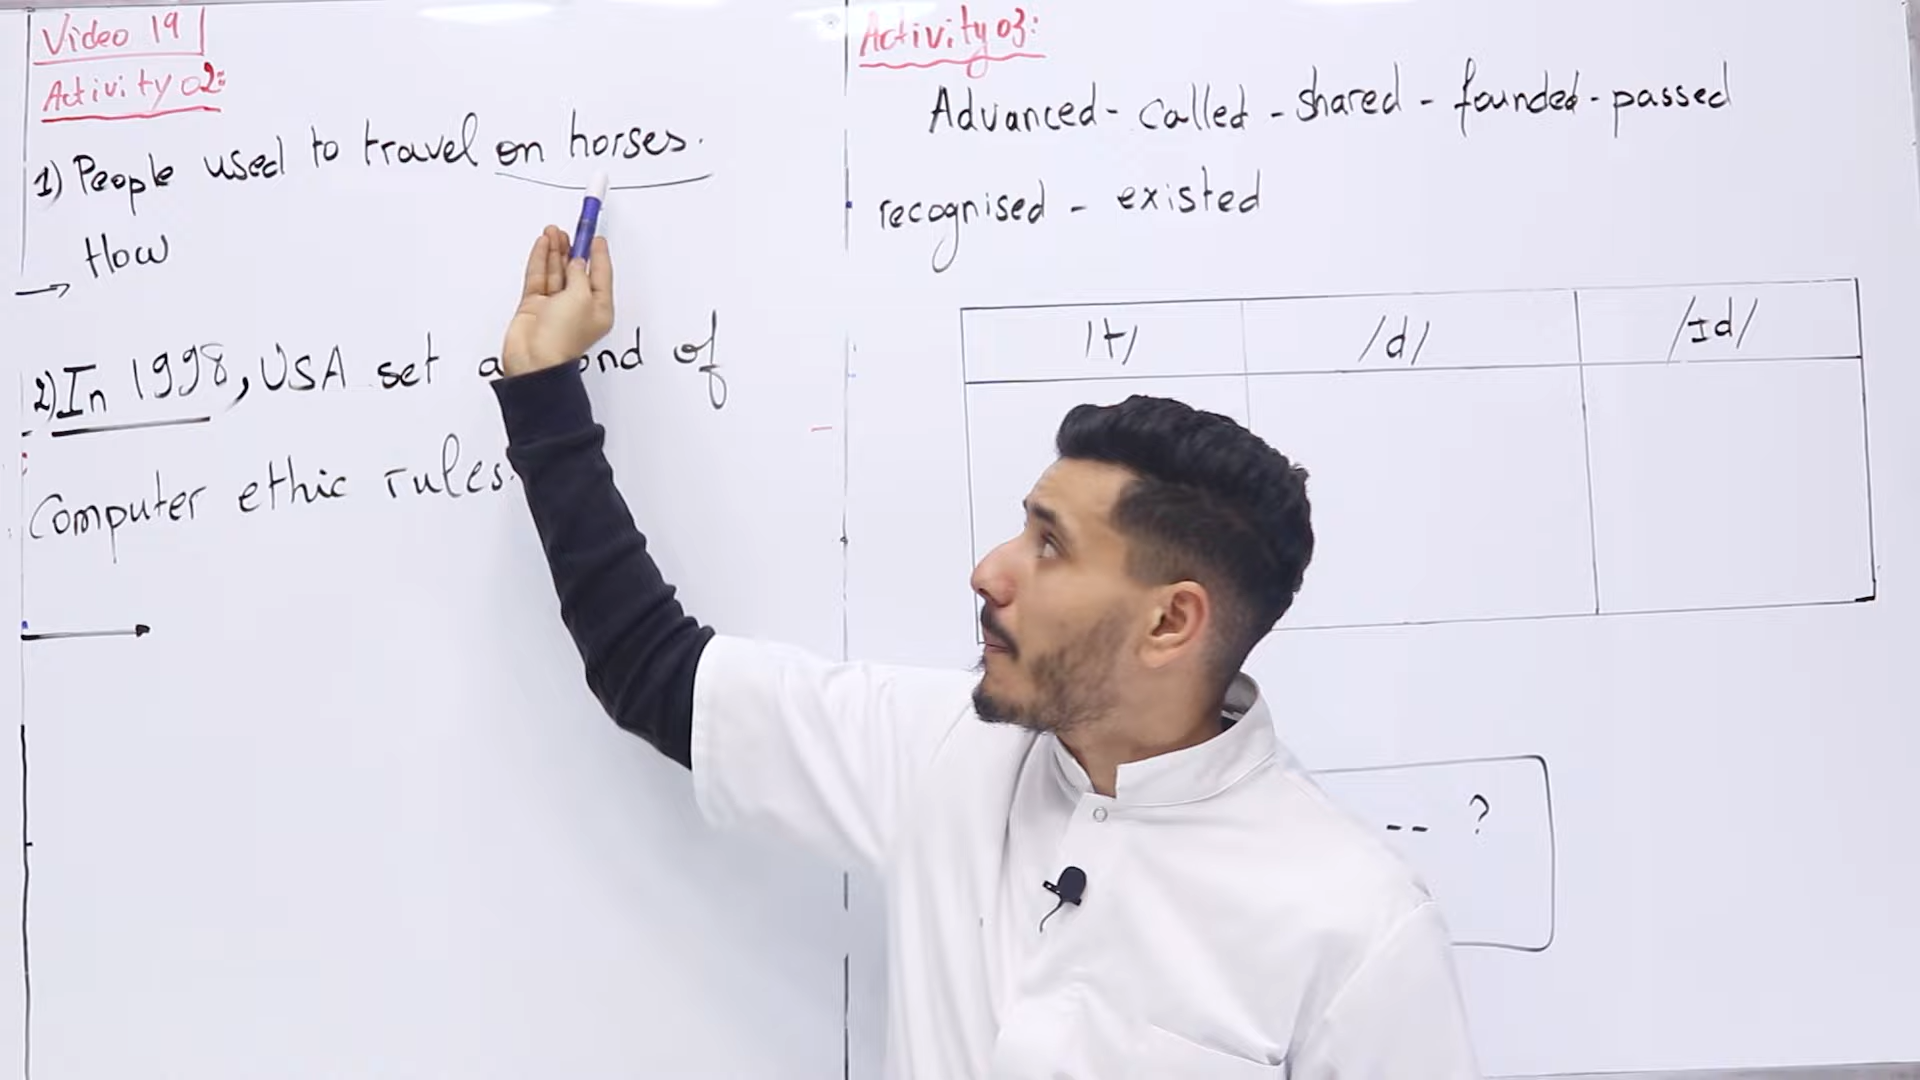 Video 19
Activity 02:
1) People used to travel on horses.
→ How
2) In 1998, USA set a of
Computer ethic rules.
Activity 03:
Advanced - called - shared - founded - passed
recognised - existed
/t/ /d/ /ɪd/
-- ?